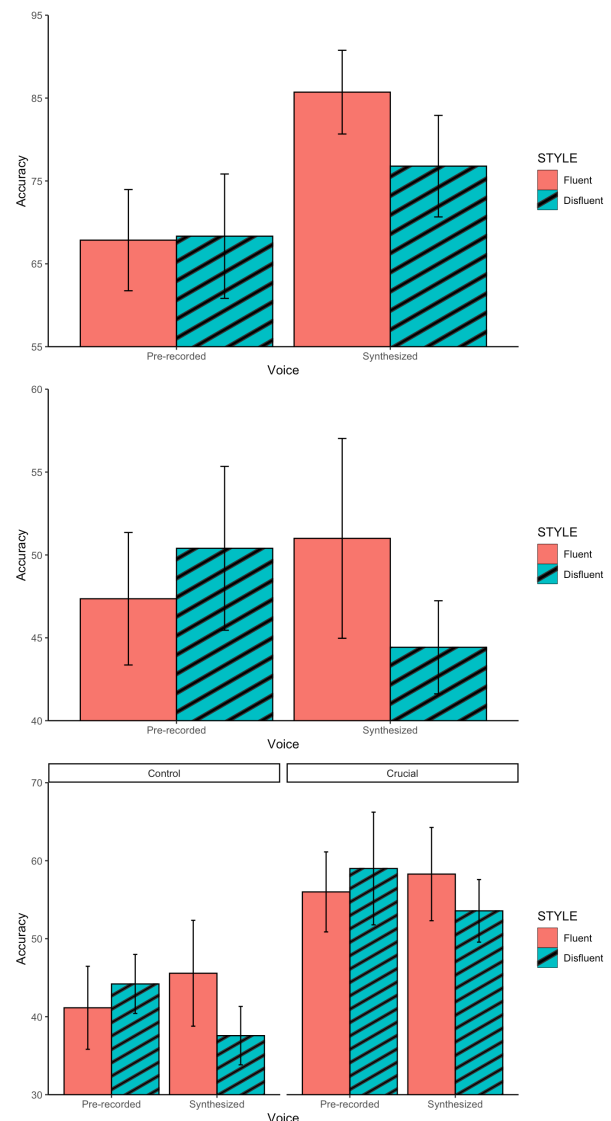 95
85
75
65
55
Accuracy
Pre-recorded
Synthesized
Voice
STYLE
Fluent
Disfluent
60
55
50
45
40
Accuracy
Pre-recorded
Synthesized
Voice
STYLE
Fluent
Disfluent
Control
Crucial
70
60
50
40
30
Accuracy
Pre-recorded
Synthesized
Pre-recorded
Synthesized
Voice
STYLE
Fluent
Disfluent